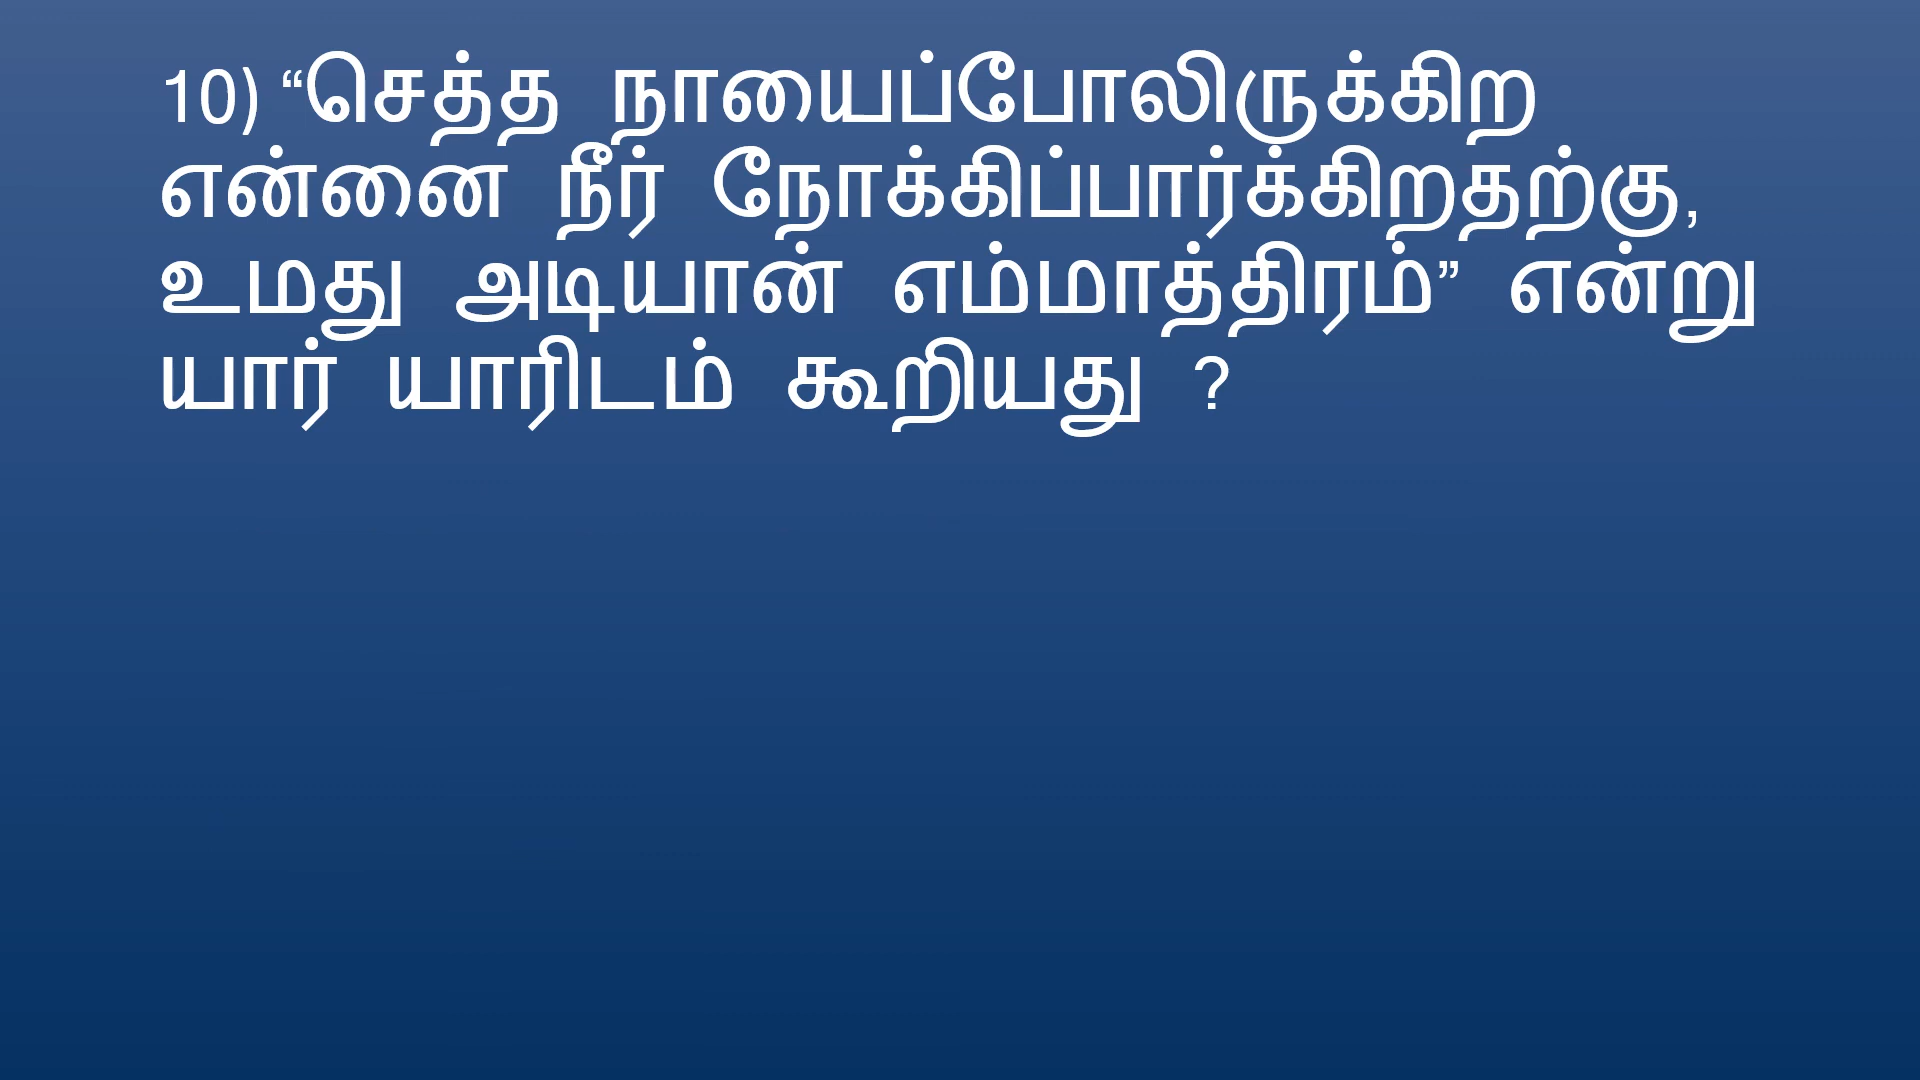 10) “செத்த நாயைப்போலிருக்கிற
என்னை நீர் நோக்கிப்பார்க்கிறதற்கு,
உமது அடியான் எம்மாத்திரம்” என்று
யார் யாரிடம் கூறியது ?